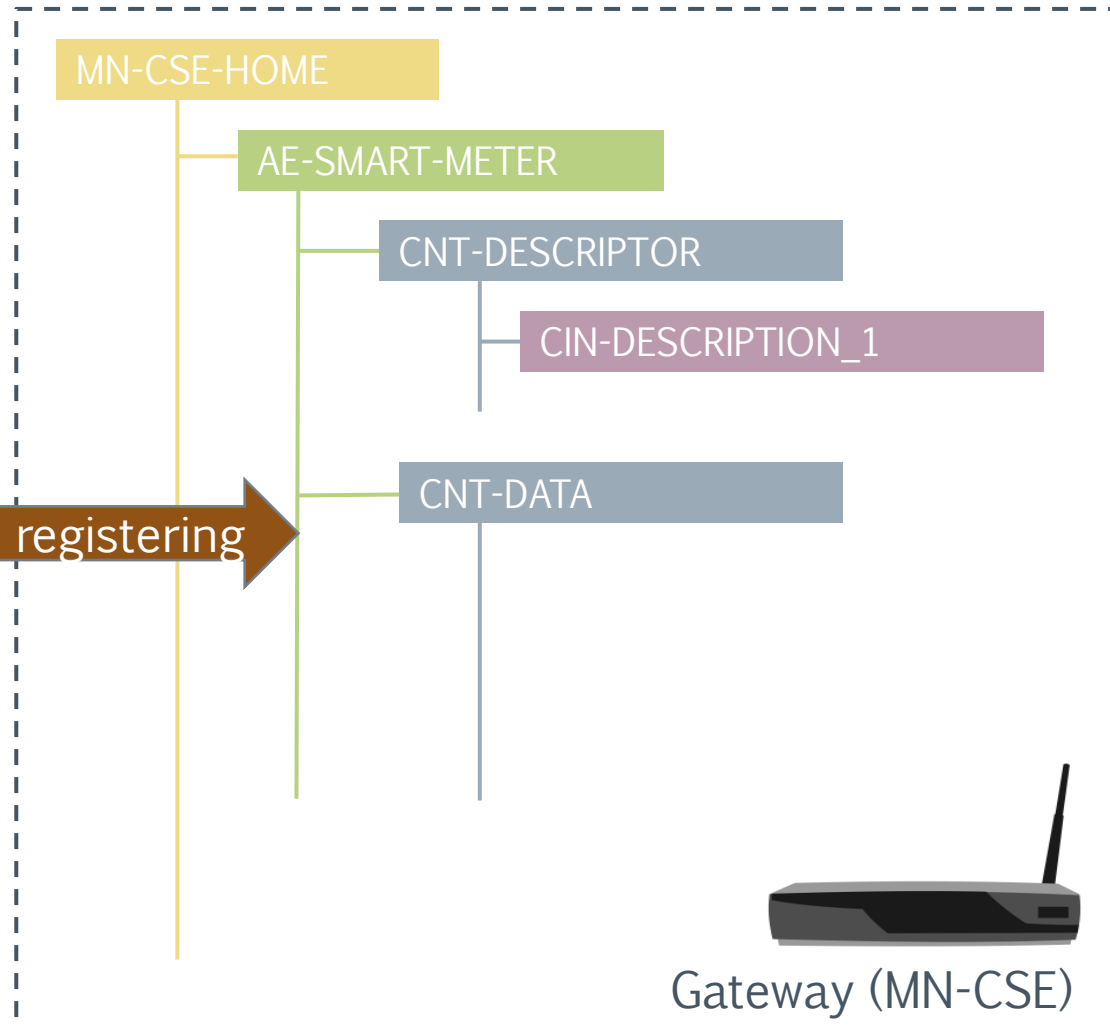 MN-CSE-HOME
AE-SMART-METER
CNT-DESCRIPTOR
CIN-DESCRIPTION_1
CNT-DATA
registering
Gateway (MN-CSE)